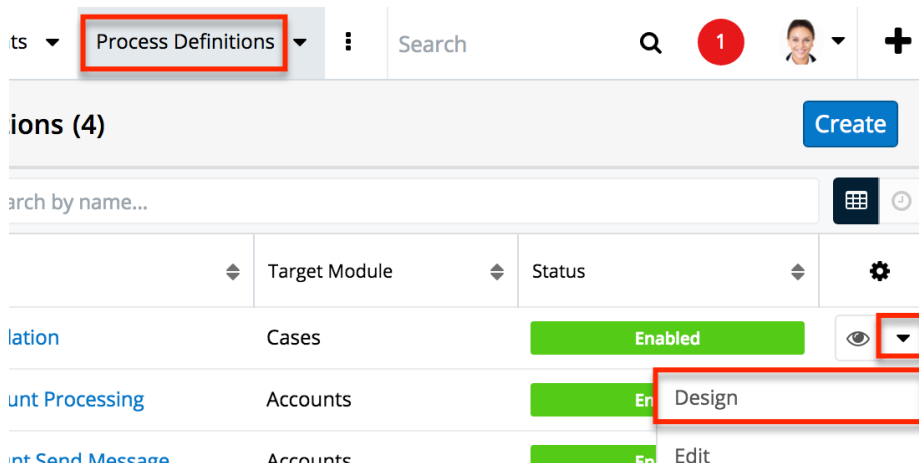 ts Process Definitions Search 1
ions (4) Create
arch by name...
Target Module Status
lation Cases Enabled
unt Processing Accounts En
Design
nt Send Message Accounts En
Edit